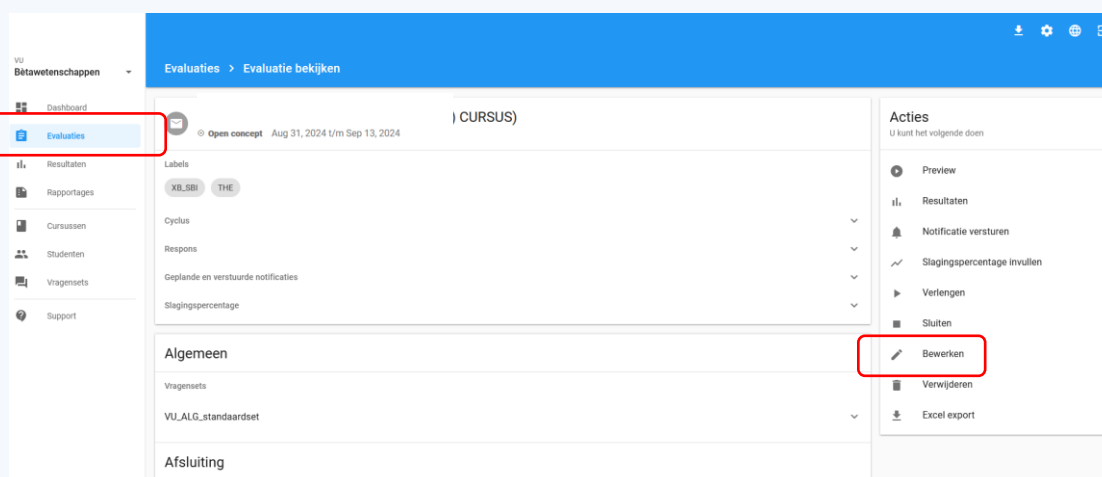 VU
Bètawetenschappen
Evaluaties > Evaluatie bekijken
Dashboard
Evaluaties
Resultaten
Rapportages
Cursussen
Studenten
Vragensets
Support
) CURSUS)
Open concept Aug 31, 2024 t/m Sep 13, 2024
Labels
XB_SBI THE
Cyclus
Respons
Geplande en verstuurde notificaties
Slagingspercentage
Algemeen
Vragensets
VU_ALG_standaardset
Afsluiting
Acties
U kunt het volgende doen
Preview
Resultaten
Notificatie versturen
Slagingspercentage invullen
Verlengen
Sluiten
Bewerken
Verwijderen
Excel export